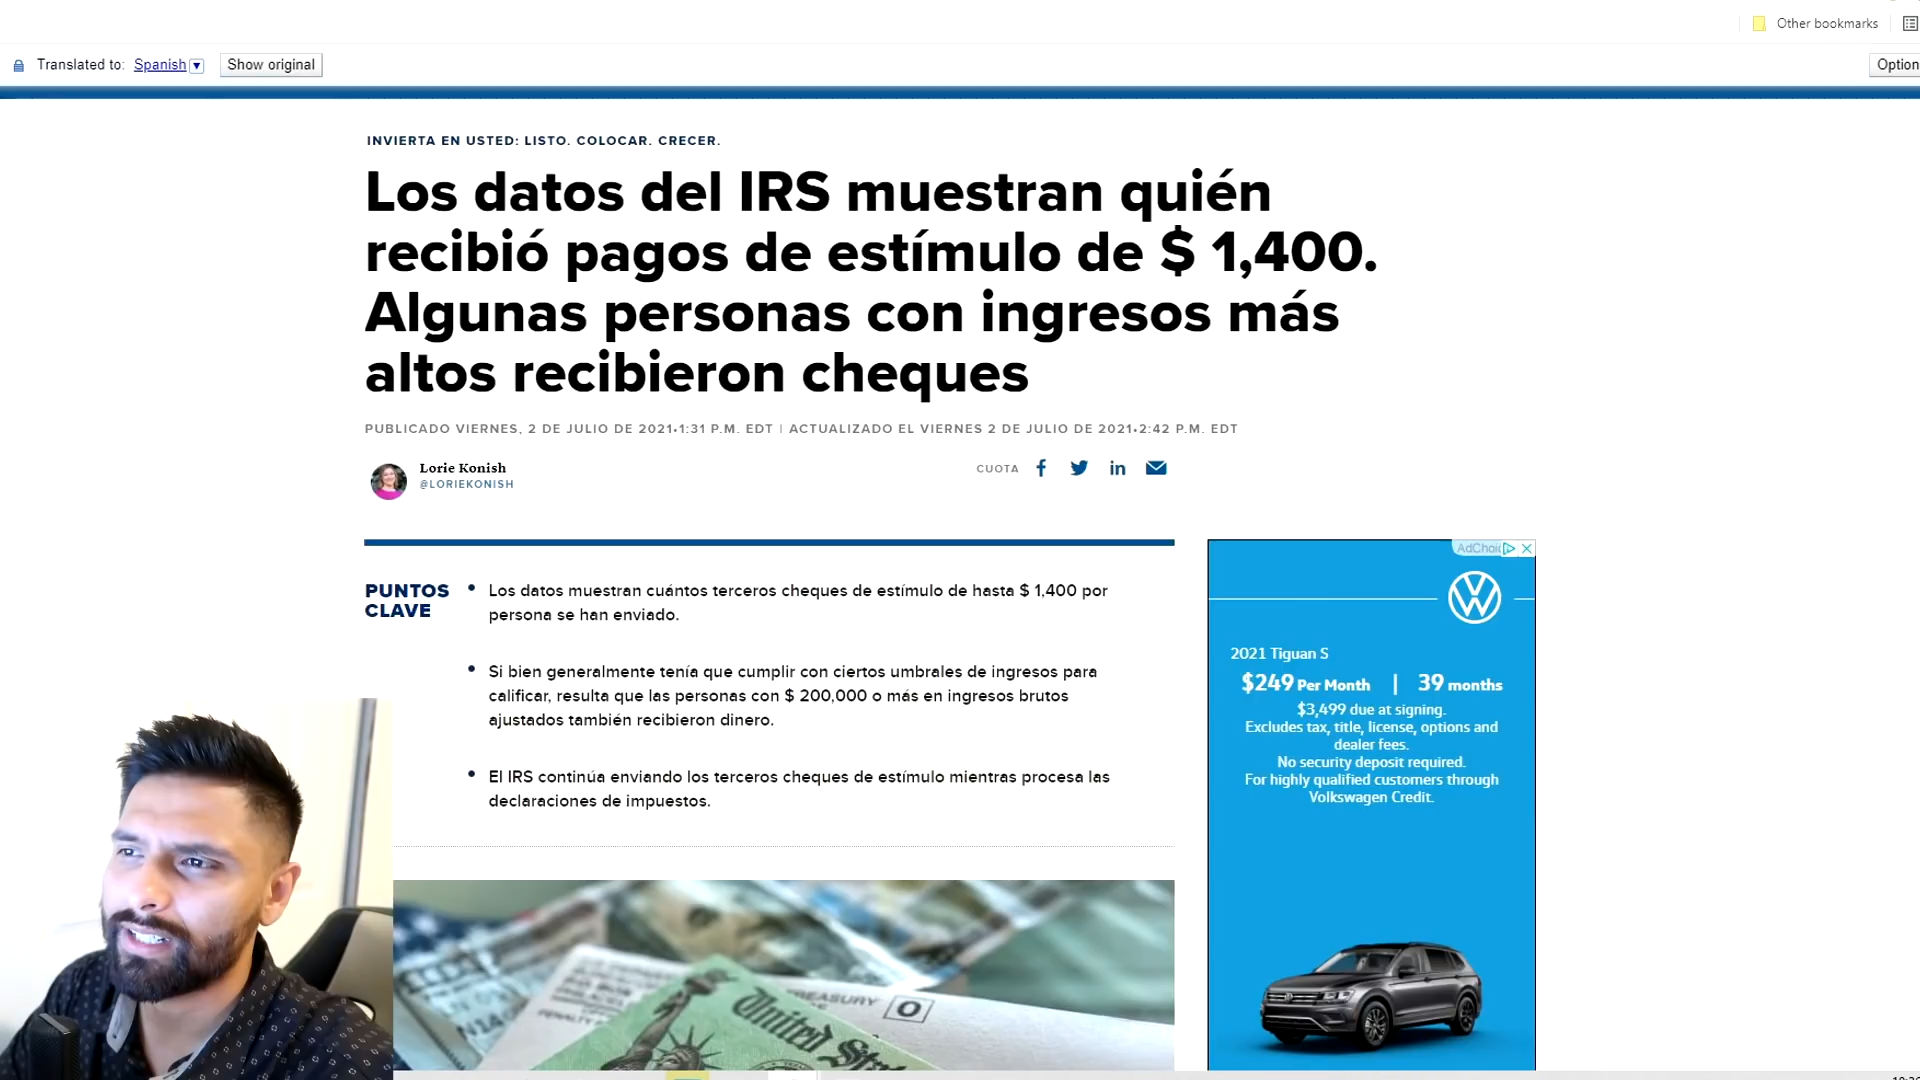 Other bookmarks
Translated to: Spanish Show original
Option
INVIERTA EN USTED: LISTO. COLOCAR. CRECER.
Los datos del IRS muestran quién
recibió pagos de estímulo de $ 1,400.
Algunas personas con ingresos más
altos recibieron cheques
PUBLICADO VIERNES, 2 DE JULIO DE 2021•1:31 P.M. EDT | ACTUALIZADO EL VIERNES 2 DE JULIO DE 2021•2:42 P.M. EDT
Lorie Konish
@LORIEKONISH
CUOTA
PUNTOS
CLAVE
• Los datos muestran cuántos terceros cheques de estímulo de hasta $ 1,400 por
persona se han enviado.
• Si bien generalmente tenía que cumplir con ciertos umbrales de ingresos para
calificar, resulta que las personas con $ 200,000 o más en ingresos brutos
ajustados también recibieron dinero.
• El IRS continúa enviando los terceros cheques de estímulo mientras procesa las
declaraciones de impuestos.
2021 Tiguan S
$249 Per Month | 39 months
$3,499 due at signing.
Excludes tax, title, license, options and
dealer fees.
No security deposit required.
For highly qualified customers through
Volkswagen Credit.
United